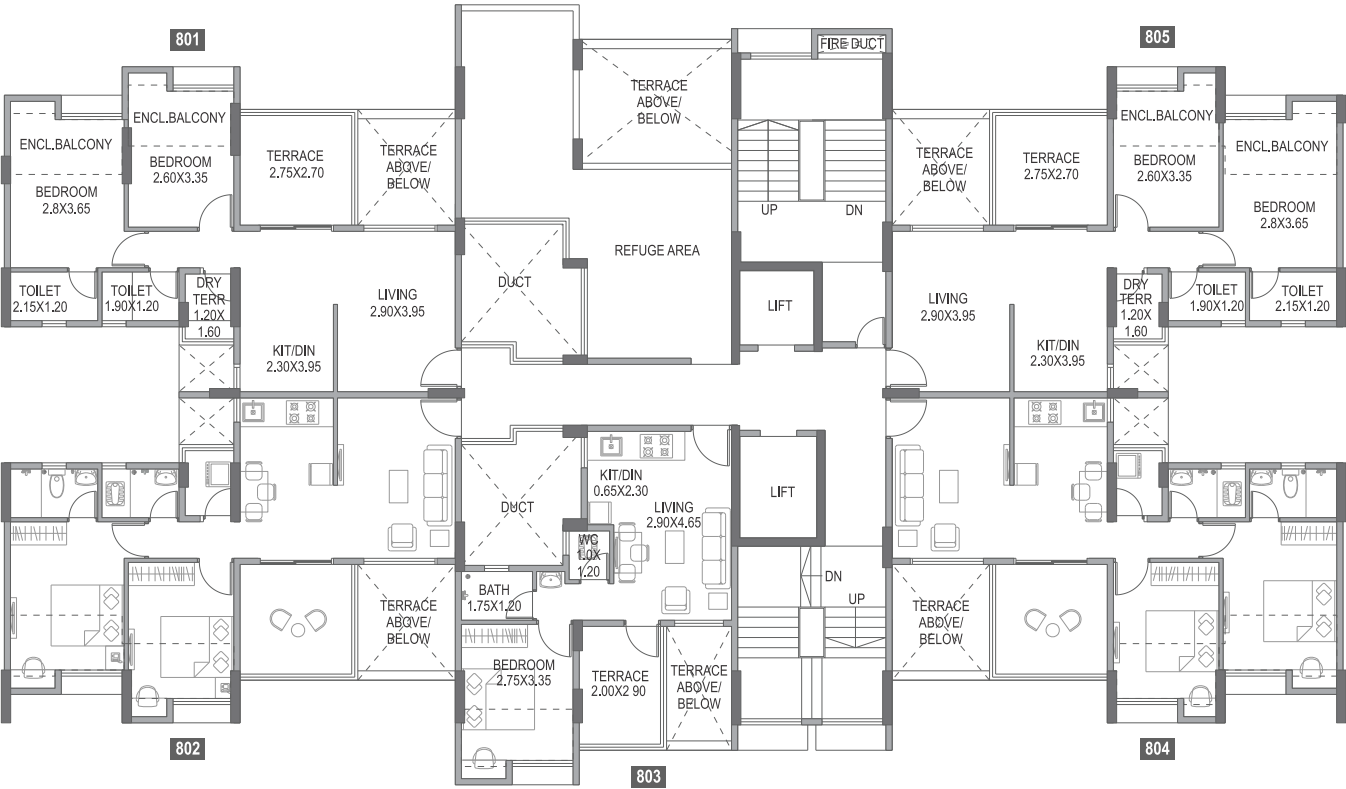 801
805
FIRE DUCT
TERRACE
ABOVE/
BELOW
ENCL.BALCONY
BEDROOM
2.8X3.65
ENCL.BALCONY
BEDROOM
2.60X3.35
TERRACE
2.75X2.70
TERRACE
ABOVE/
BELOW
UP
DN
TERRACE
ABOVE/
BELOW
TERRACE
2.75X2.70
ENCL.BALCONY
BEDROOM
2.60X3.35
ENCL.BALCONY
BEDROOM
2.8X3.65
REFUGE AREA
DUCT
LIFT
TOILET
2.15X1.20
TOILET
1.90X1.20
DRY
TERR
1.20X
1.60
LIVING
2.90X3.95
KIT/DIN
2.30X3.95
LIVING
2.90X3.95
KIT/DIN
2.30X3.95
DRY
TERR
1.20X
1.60
TOILET
1.90X1.20
TOILET
2.15X1.20
DUCT
KIT/DIN
0.65X2.30
LIVING
2.90X4.65
WC
1.0X
1.20
LIFT
BATH
1.75X1.20
DN
UP
TERRACE
ABOVE/
BELOW
BEDROOM
2.75X3.35
TERRACE
2.00X2 90
TERRACE
ABOVE/
BELOW
TERRACE
ABOVE/
BELOW
802
803
804